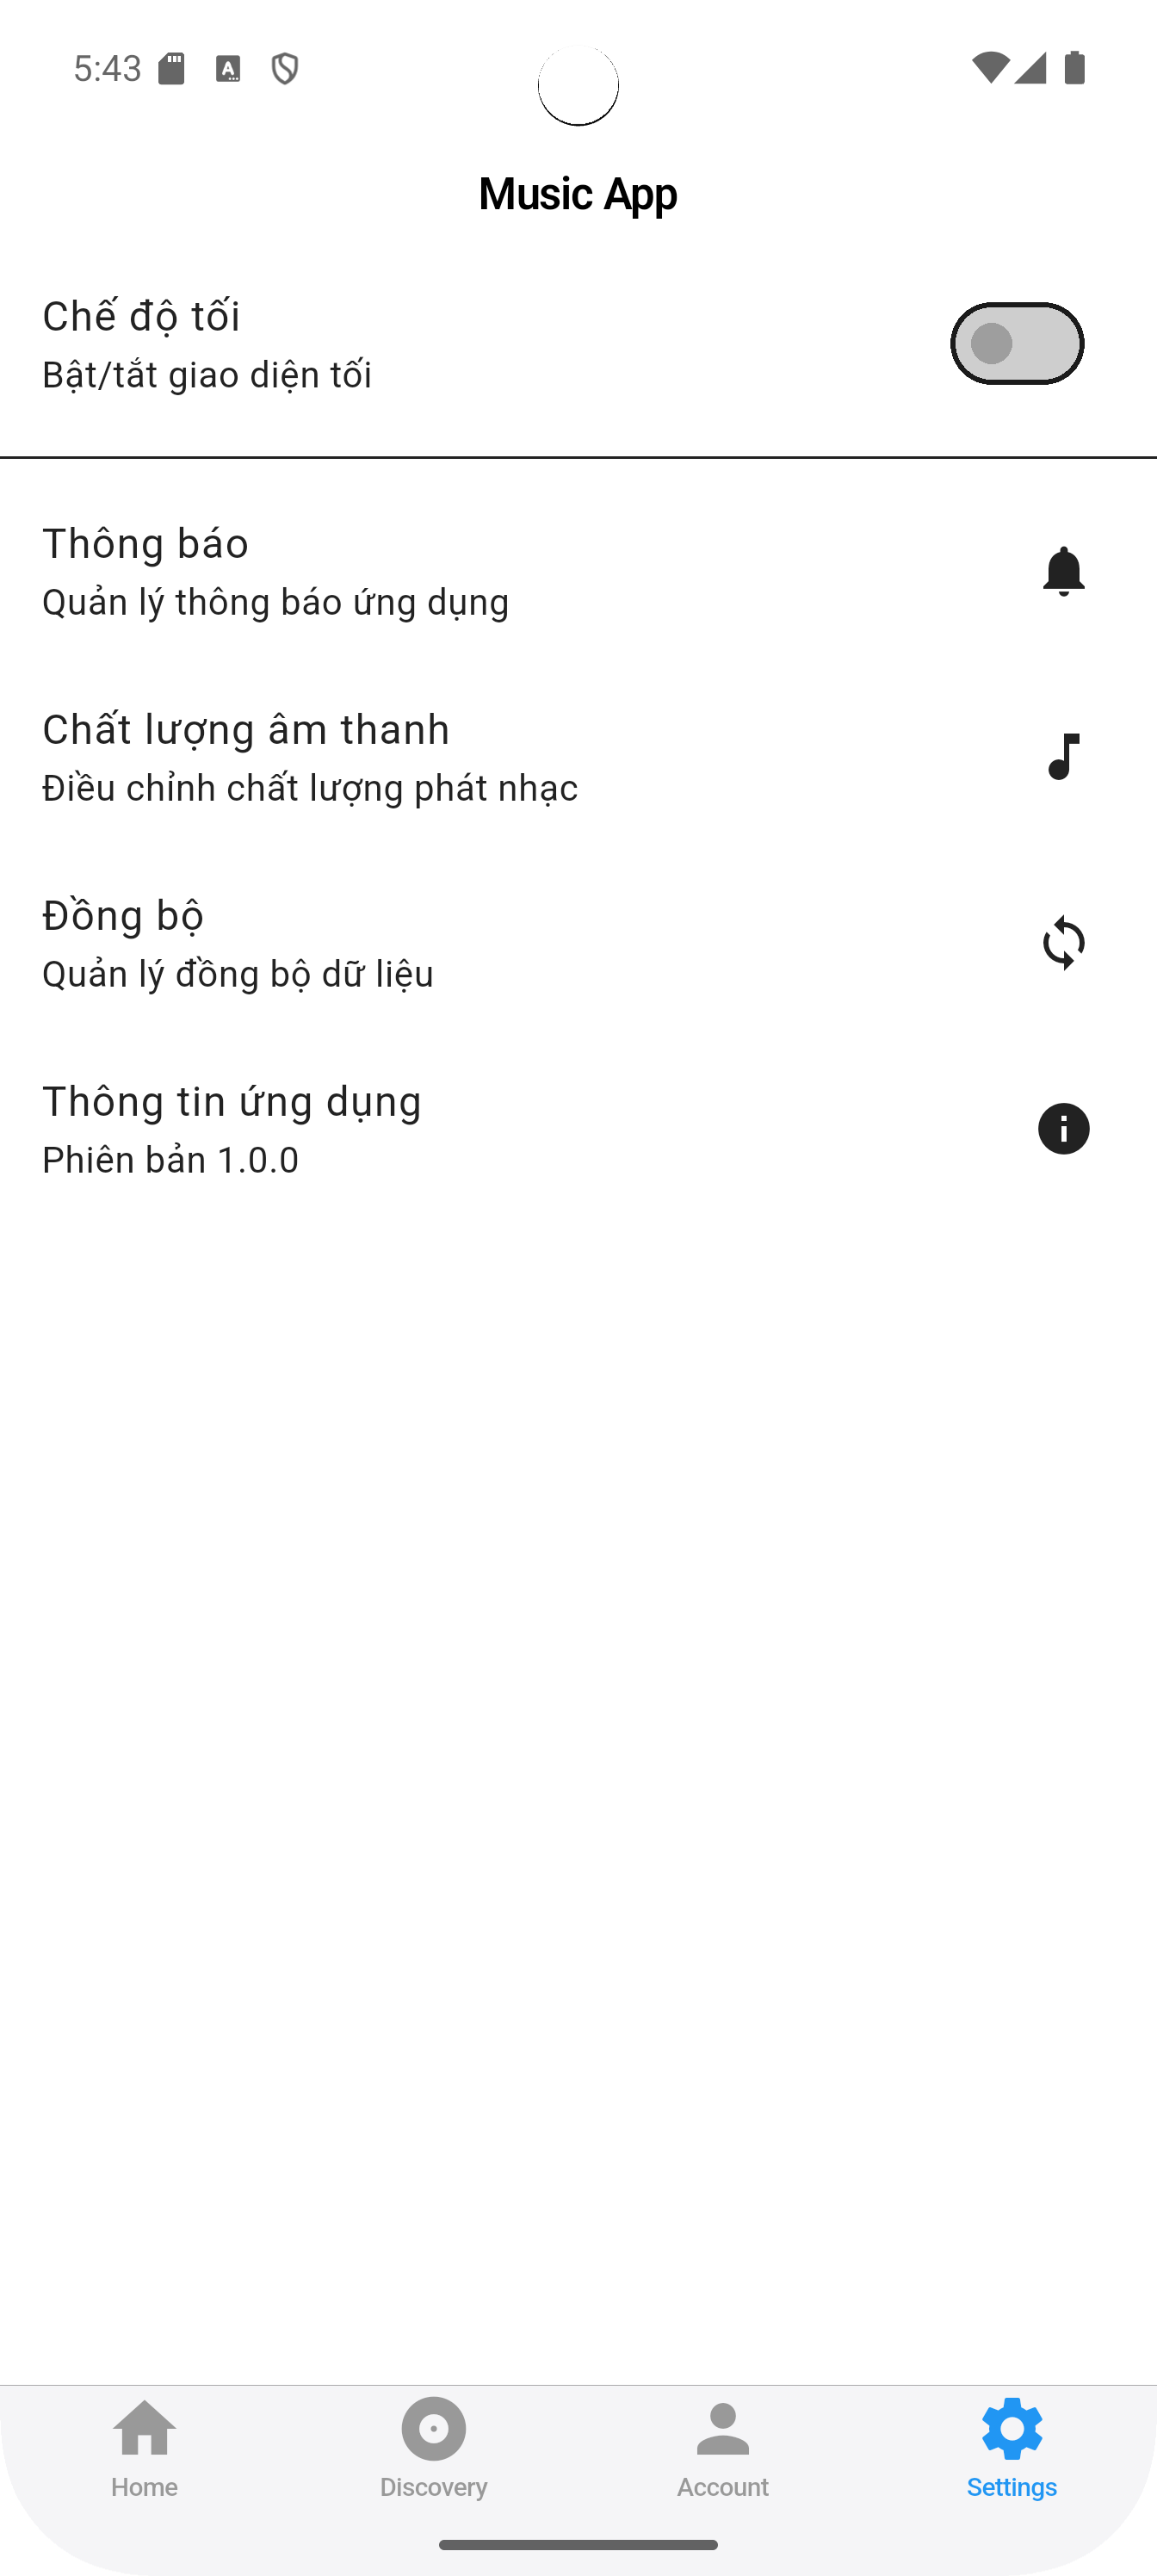 5:43
Music App
Chế độ tối
Bật/tắt giao diện tối
Thông báo
Quản lý thông báo ứng dụng
Chất lượng âm thanh
Điều chỉnh chất lượng phát nhạc
Đồng bộ
Quản lý đồng bộ dữ liệu
Thông tin ứng dụng
Phiên bản 1.0.0
Home
Discovery
Account
Settings